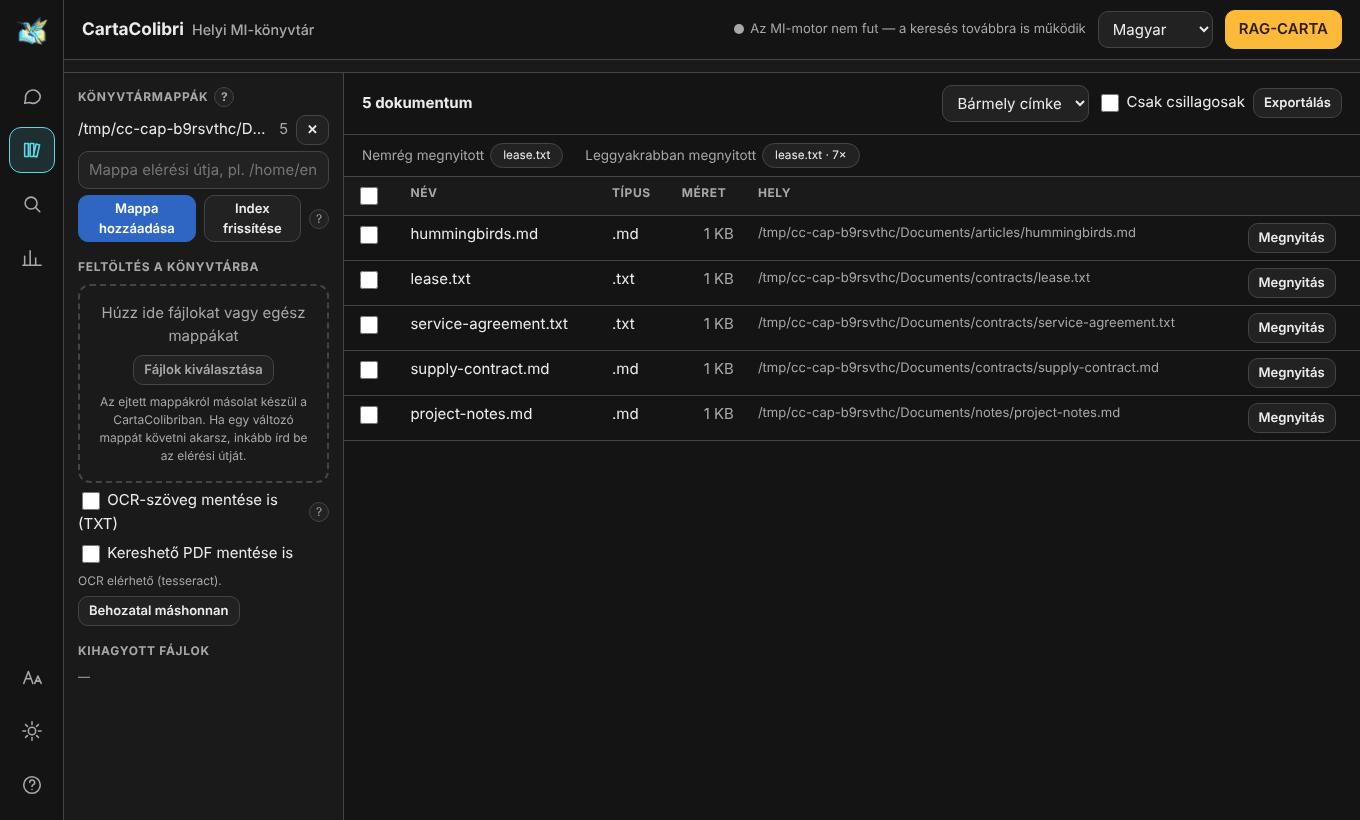 CartaColibri Helyi MI-könyvtár
Az MI-motor nem fut — a keresés továbbra is működik
Magyar
RAG-CARTA
KÖNYVTÁRMAPPÁK ?
/tmp/cc-cap-b9rsvthc/D... 5 ×
Mappa elérési útja, pl. /home/en
Mappa
hozzáadása
Index
frissítése
?
FELTÖLTÉS A KÖNYVTÁRBA
Húzz ide fájlokat vagy egész
mappákat
Fájlok kiválasztása
Az ejtett mappákról másolat készül a
CartaColibriban. Ha egy változó
mappát követni akarsz, inkább írd be
az elérési útját.
OCR-szöveg mentése is
(TXT)
?
Kereshető PDF mentése is
OCR elérhető (tesseract).
Behozatal máshonnan
KIHAGYOTT FÁJLOK
—
AA
5 dokumentum
Bármely címke
Csak csillagosak
Exportálás
Nemrég megnyitott lease.txt Leggyakrabban megnyitott lease.txt · 7×
NÉV TÍPUS MÉRET HELY
hummingbirds.md .md 1 KB /tmp/cc-cap-b9rsvthc/Documents/articles/hummingbirds.md Megnyitás
lease.txt .txt 1 KB /tmp/cc-cap-b9rsvthc/Documents/contracts/lease.txt Megnyitás
service-agreement.txt .txt 1 KB /tmp/cc-cap-b9rsvthc/Documents/contracts/service-agreement.txt Megnyitás
supply-contract.md .md 1 KB /tmp/cc-cap-b9rsvthc/Documents/contracts/supply-contract.md Megnyitás
project-notes.md .md 1 KB /tmp/cc-cap-b9rsvthc/Documents/notes/project-notes.md Megnyitás